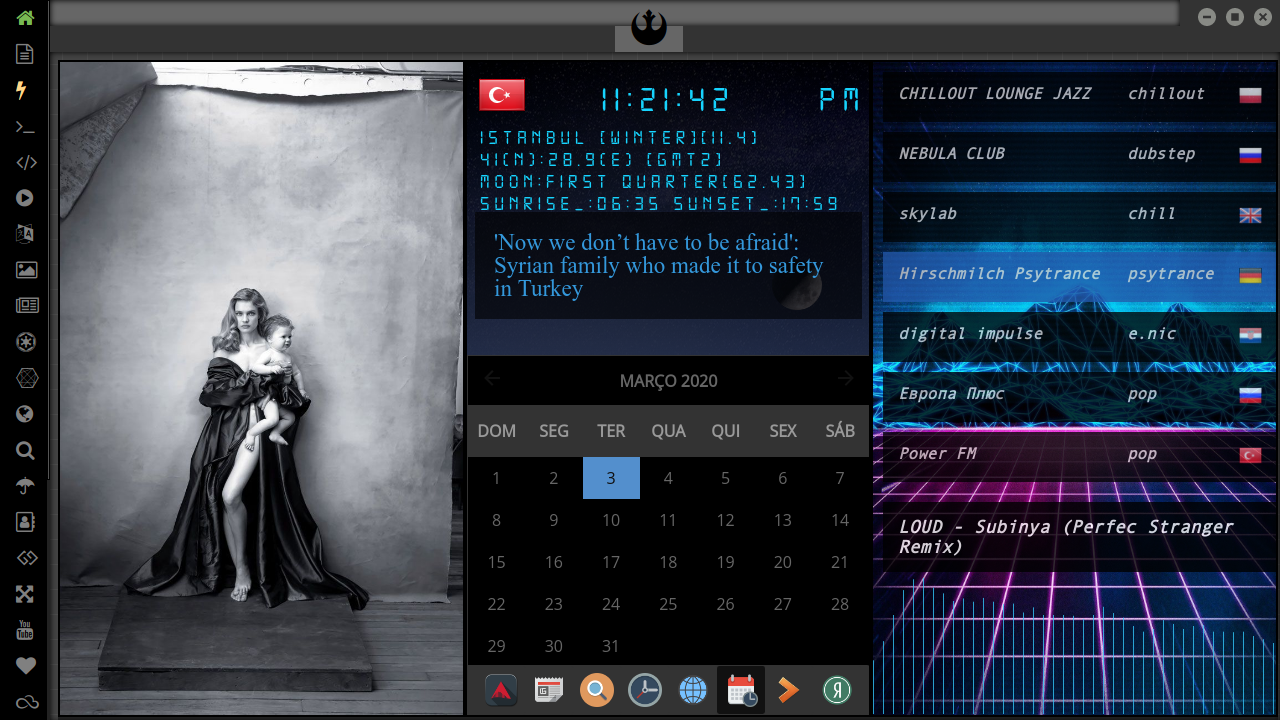 11:21:42 PM
ISTANBUL [WINTER][11.4]
41(N):28.9(E) [GMT2]
MOON:FIRST QUARTER[62.43]
SUNRISE_:06:35 SUNSET_:17:59
'Now we don’t have to be afraid':
Syrian family who made it to safety
in Turkey
MARÇO 2020
DOM SEG TER QUA QUI SEX SÁB
1 2 3 4 5 6 7
8 9 10 11 12 13 14
15 16 17 18 19 20 21
22 23 24 25 26 27 28
29 30 31
CHILLOUT LOUNGE JAZZ chillout
NEBULA CLUB dubstep
skylab chill
Hirschmilch Psytrance psytrance
digital impulse e.nic
Европа Плюс pop
Power FM pop
LOUD - Subinya (Perfec Stranger
Remix)
You
Tube
Я